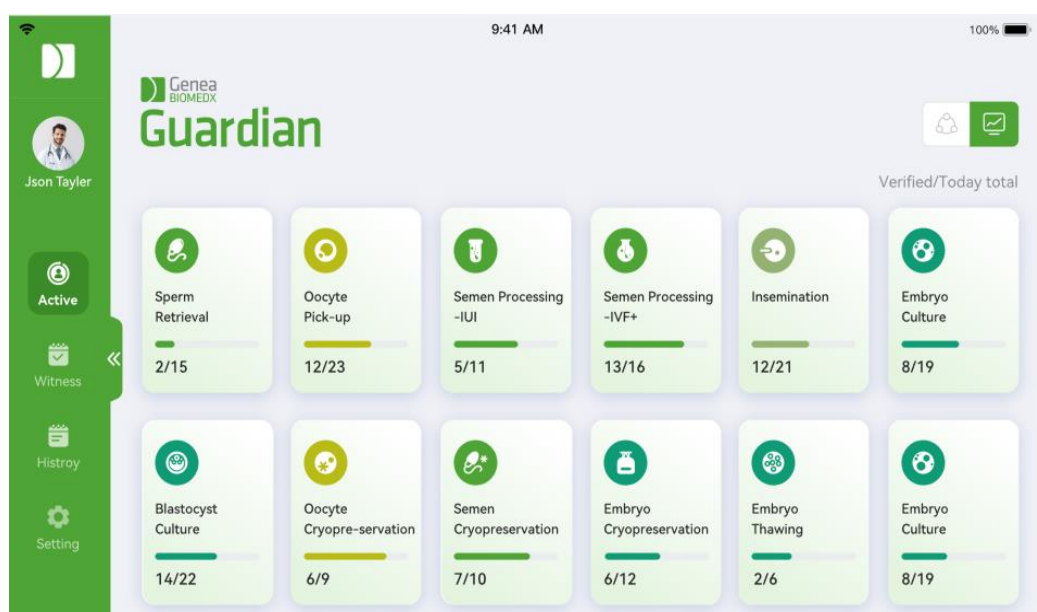 9:41 AM
100%
Genea
BIOMEDX
Guardian
Json Tayler
Verified/Today total
Active
Witness
Histroy
Setting
Sperm
Retrieval
2/15
Oocyte
Pick-up
12/23
Semen Processing
-IUI
5/11
Semen Processing
-IVF+
13/16
Insemination
12/21
Embryo
Culture
8/19
Blastocyst
Culture
14/22
Oocyte
Cryopre-servation
6/9
Semen
Cryopreservation
7/10
Embryo
Cryopreservation
6/12
Embryo
Thawing
2/6
Embryo
Culture
8/19